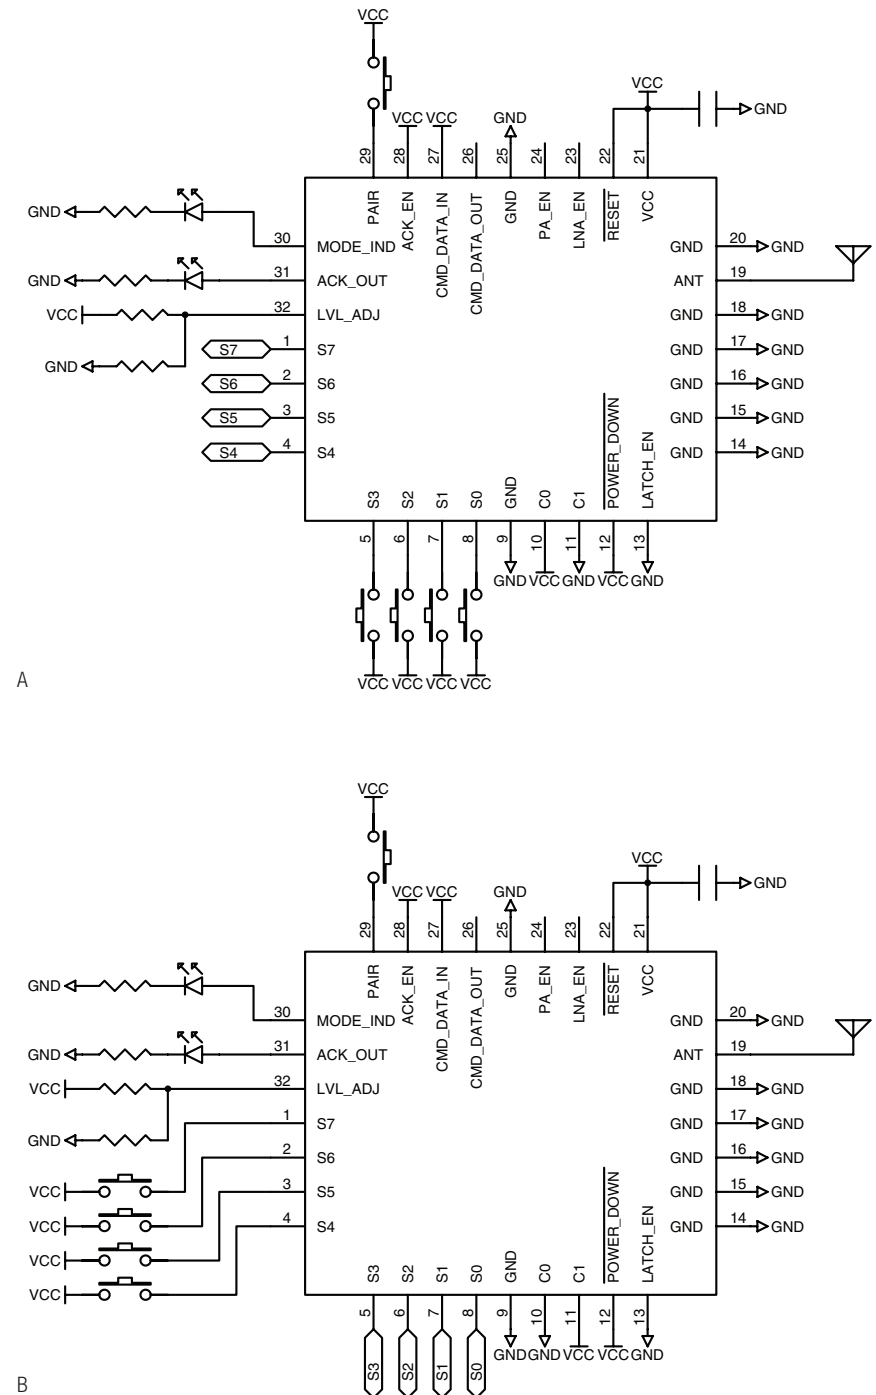 VCC
VCC VCC
GND
VCC
GND
29
28
27
26
25
24
23
22
21
PAIR
ACK_EN
CMD_DATA_IN
CMD_DATA_OUT
GND
PA_EN
LNA_EN
RESET
VCC
GND
30
MODE_IND
GND
31
ACK_OUT
VCC
32
LVL_ADJ
GND
S7
1
S7
S6
2
S6
S5
3
S5
S4
4
S4
GND
20
GND
ANT
19
GND
18
GND
GND
17
GND
GND
16
GND
GND
15
GND
GND
14
GND
S3
S2
S1
S0
GND
C0
C1
POWER_DOWN
LATCH_EN
5
6
7
8
9
10
11
12
13
GND VCC GND VCC GND
VCC VCC VCC VCC
A
VCC
VCC VCC
GND
VCC
GND
29
28
27
26
25
24
23
22
21
PAIR
ACK_EN
CMD_DATA_IN
CMD_DATA_OUT
GND
PA_EN
LNA_EN
RESET
VCC
GND
30
MODE_IND
GND
31
ACK_OUT
VCC
32
LVL_ADJ
GND
1
S7
VCC
2
S6
VCC
3
S5
VCC
4
S4
VCC
GND
20
GND
ANT
19
GND
18
GND
GND
17
GND
GND
16
GND
GND
15
GND
GND
14
GND
S3
S2
S1
S0
GND
C0
C1
POWER_DOWN
LATCH_EN
5
6
7
8
9
10
11
12
13
GND GND VCC VCC GND
S3
S2
S1
S0
B